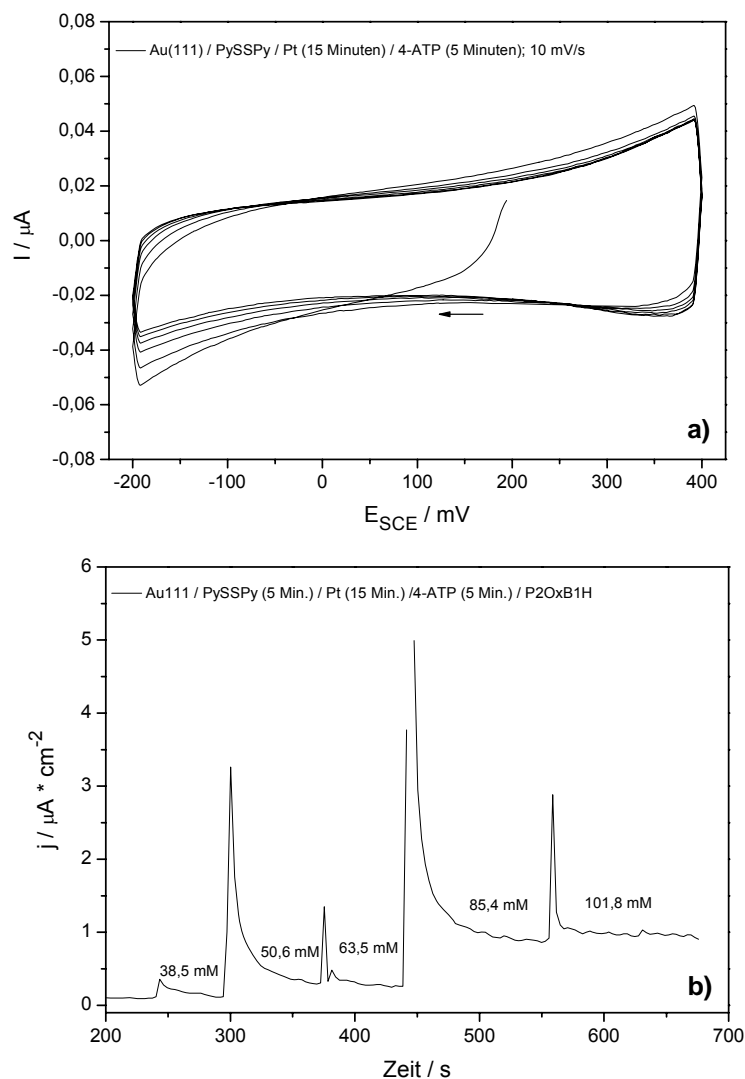 0,08
Au(111) / PySSPy / Pt (15 Minuten) / 4-ATP (5 Minuten); 10 mV/s
0,06
0,04
0,02
0,00
-0,02
-0,04
-0,06
-0,08
I / µA
a)
-200 -100 0 100 200 300 400
E_SCE / mV
6
Au111 / PySSPy (5 Min.) / Pt (15 Min.) /4-ATP (5 Min.) / P2OxB1H
5
4
3
2
1
0
j / µA * cm⁻²
38,5 mM
50,6 mM
63,5 mM
85,4 mM
101,8 mM
b)
200 300 400 500 600 700
Zeit / s